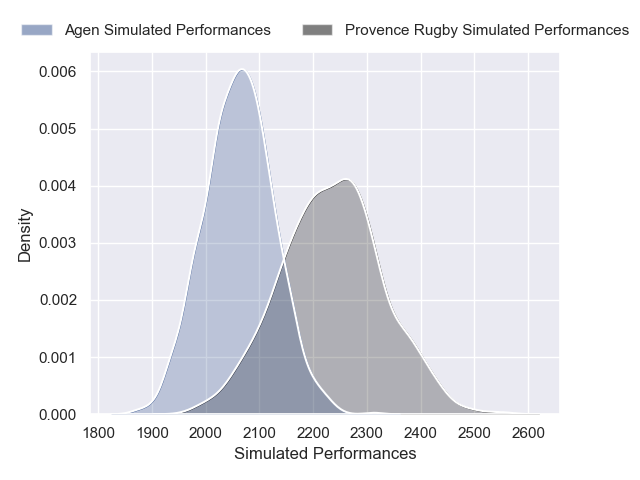 Agen Simulated Performances Provence Rugby Simulated Performances
0.006
0.005
0.004
0.003
0.002
0.001
0.000
Density
1800 1900 2000 2100 2200 2300 2400 2500 2600
Simulated Performances